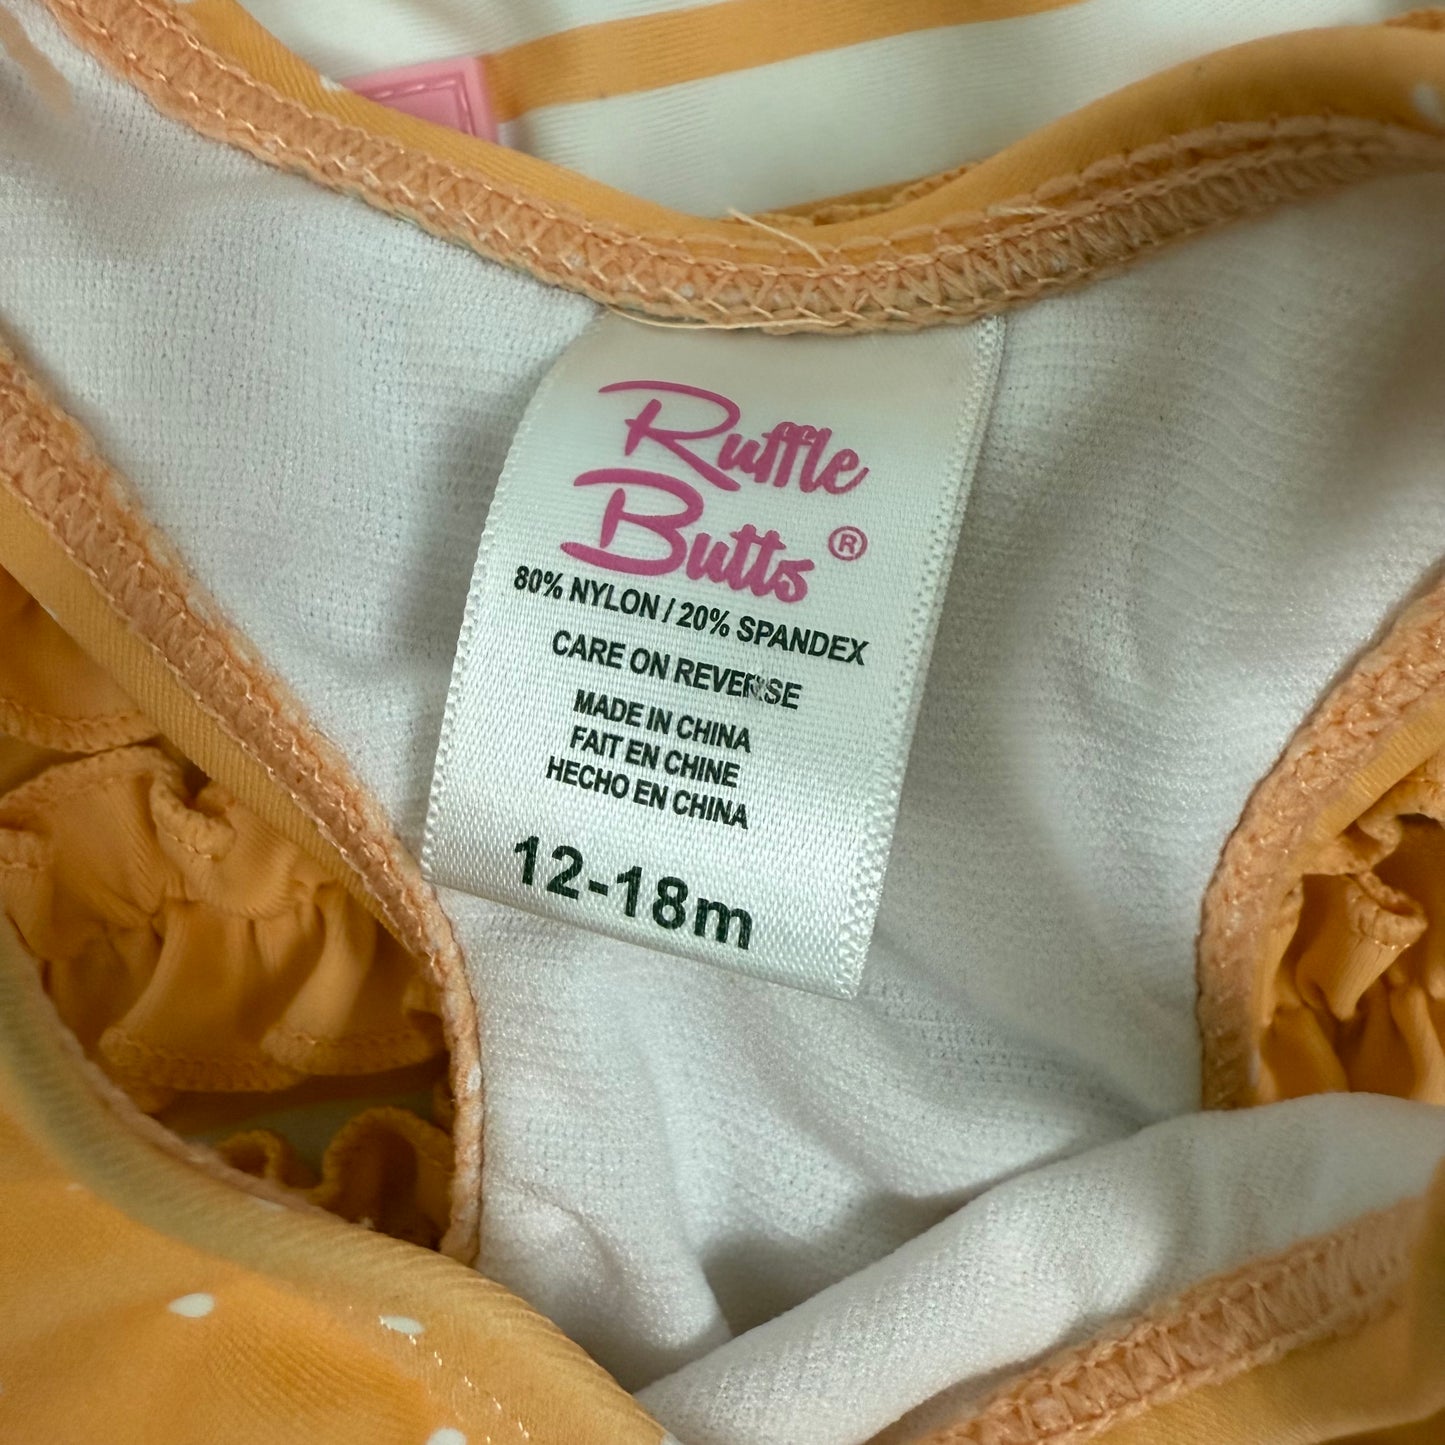 Ruffle
Butts ®
80% NYLON / 20% SPANDEX
CARE ON REVERSE
MADE IN CHINA
FAIT EN CHINE
HECHO EN CHINA
12-18m